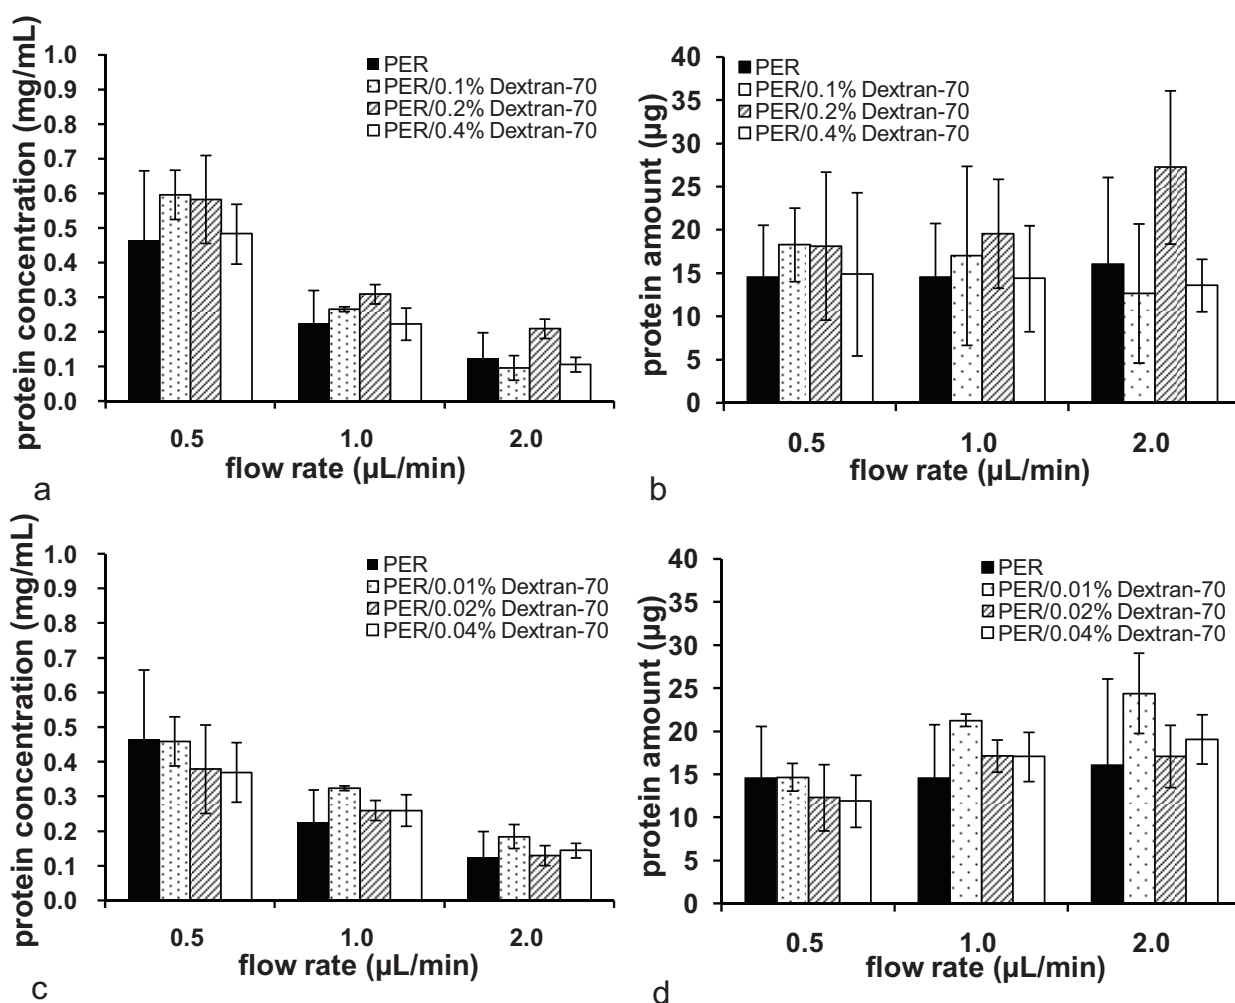 protein concentration (mg/mL)
1.0
0.9
0.8
0.7
0.6
0.5
0.4
0.3
0.2
0.1
0.0
PER
PER/0.1% Dextran-70
PER/0.2% Dextran-70
PER/0.4% Dextran-70
0.5 1.0 2.0
flow rate (µL/min)
a
protein amount (µg)
40
35
30
25
20
15
10
5
0
PER
PER/0.1% Dextran-70
PER/0.2% Dextran-70
PER/0.4% Dextran-70
0.5 1.0 2.0
flow rate (µL/min)
b
protein concentration (mg/mL)
1.0
0.9
0.8
0.7
0.6
0.5
0.4
0.3
0.2
0.1
0.0
PER
PER/0.01% Dextran-70
PER/0.02% Dextran-70
PER/0.04% Dextran-70
0.5 1.0 2.0
flow rate (µL/min)
c
protein amount (µg)
40
35
30
25
20
15
10
5
0
PER
PER/0.01% Dextran-70
PER/0.02% Dextran-70
PER/0.04% Dextran-70
0.5 1.0 2.0
flow rate (µL/min)
d